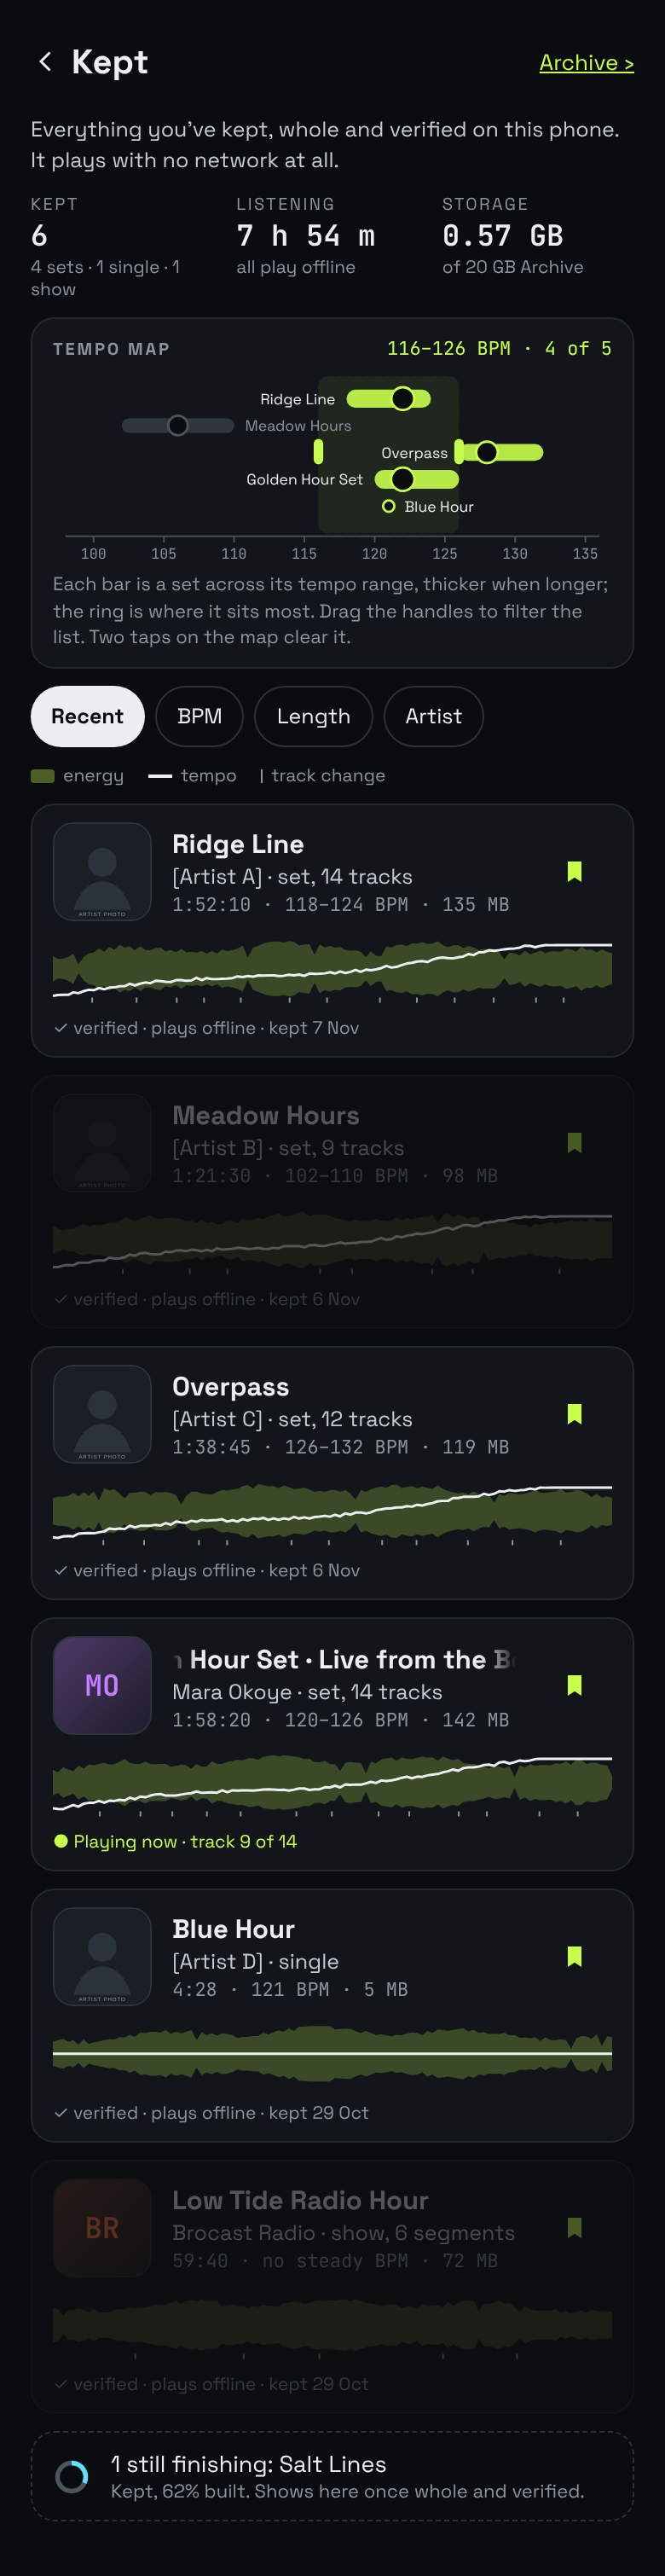 Kept
Archive >
Everything you've kept, whole and verified on this phone.
It plays with no network at all.
KEPT
LISTENING
STORAGE
6
7 h 54 m
0.57 GB
4 sets · 1 single · 1
show
all play offline
of 20 GB Archive
TEMPO MAP
116–126 BPM · 4 of 5
Ridge Line
Meadow Hours
Overpass
Golden Hour Set
Blue Hour
100 105 110 115 120 125 130 135
Each bar is a set across its tempo range, thicker when longer;
the ring is where it sits most. Drag the handles to filter the
list. Two taps on the map clear it.
Recent
BPM
Length
Artist
energy
tempo
track change
ARTIST PHOTO
Ridge Line
[Artist A] · set, 14 tracks
1:52:10 · 118–124 BPM · 135 MB
✓ verified · plays offline · kept 7 Nov
ARTIST PHOTO
Meadow Hours
[Artist B] · set, 9 tracks
1:21:30 · 102–110 BPM · 98 MB
✓ verified · plays offline · kept 6 Nov
ARTIST PHOTO
Overpass
[Artist C] · set, 12 tracks
1:38:45 · 126–132 BPM · 119 MB
✓ verified · plays offline · kept 6 Nov
MO
n Hour Set · Live from the B
Mara Okoye · set, 14 tracks
1:58:20 · 120–126 BPM · 142 MB
Playing now · track 9 of 14
ARTIST PHOTO
Blue Hour
[Artist D] · single
4:28 · 121 BPM · 5 MB
✓ verified · plays offline · kept 29 Oct
BR
Low Tide Radio Hour
Brocast Radio · show, 6 segments
59:40 · no steady BPM · 72 MB
✓ verified · plays offline · kept 29 Oct
1 still finishing: Salt Lines
Kept, 62% built. Shows here once whole and verified.